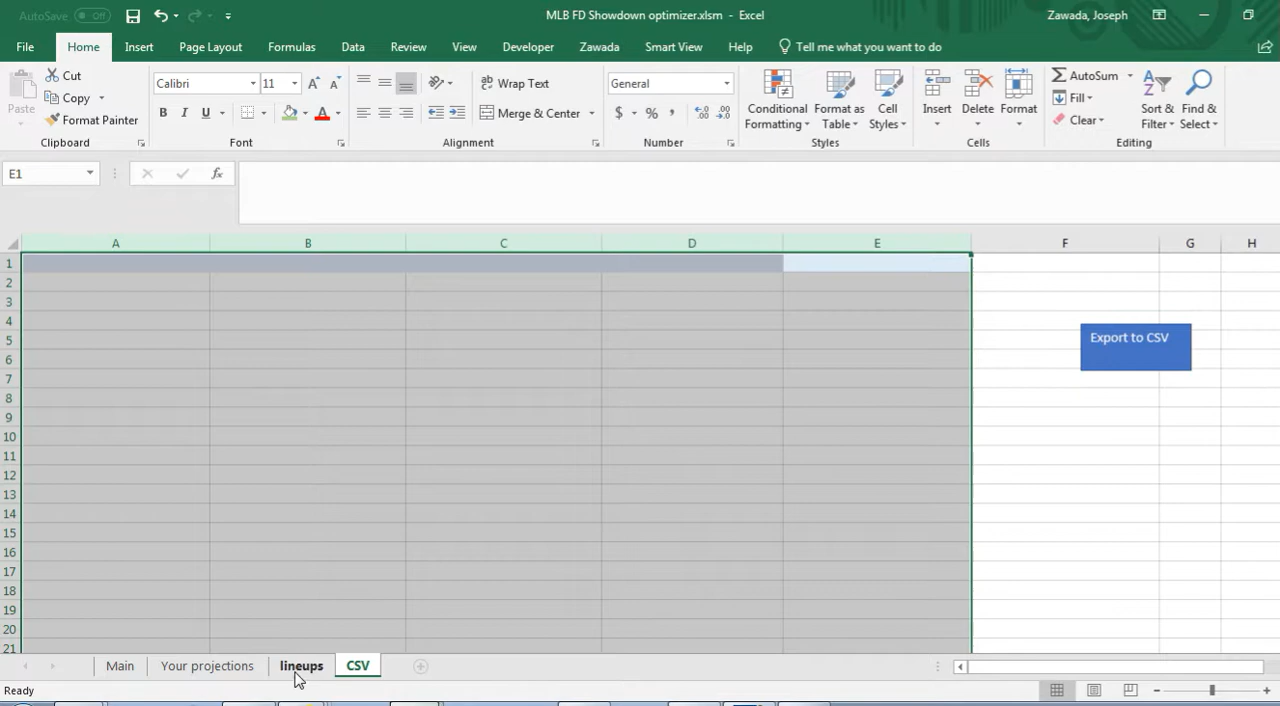 AutoSave Off MLB FD Showdown optimizer.xlsm - Excel Zawada, Joseph
File Home Insert Page Layout Formulas Data Review View Developer Zawada Smart View Help Tell me what you want to do
Paste
Cut
Copy
Format Painter
Calibri 11
B I U
A
Wrap Text
Merge & Center
General
$ % ,
Conditional Formatting
Format as Table
Cell Styles
Insert
Delete
Format
AutoSum
Fill
Clear
Sort & Filter
Find & Select
Clipboard Font Alignment Number Styles Cells Editing
E1 fx
A B C D E F G H
1
2
3
4
5
6
7
8
9
10
11
12
13
14
15
16
17
18
19
20
21
Export to CSV
Main Your projections lineups CSV
Ready